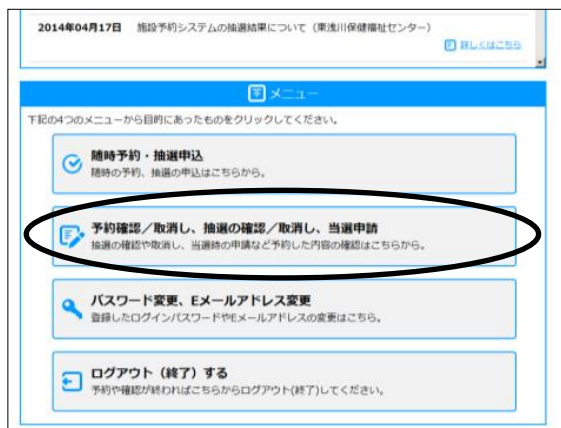 2014年04月17日 施設予約システムの抽選結果について（東浅川保健福祉センター）
詳しくはこちら
メニュー
下記の4つのメニューから目的にあったものをクリックしてください。
随時予約・抽選申込
随時の予約、抽選の申込はこちらから。
予約確認／取消し、抽選の確認／取消し、当選申請
抽選の確認や取消し、当選時の申請など予約した内容の確認はこちらから。
パスワード変更、Eメールアドレス変更
登録したログインパスワードやEメールアドレスの変更はこちら。
ログアウト（終了）する
予約や確認が終わればこちらからログアウト(終了)してください。